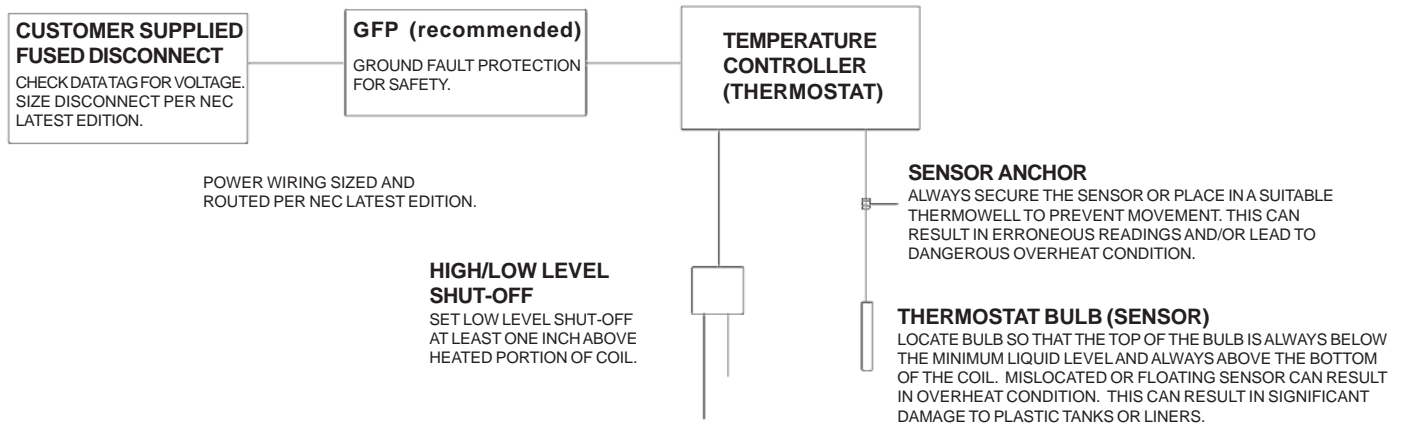 CUSTOMER SUPPLIED
FUSED DISCONNECT
CHECK DATA TAG FOR VOLTAGE.
SIZE DISCONNECT PER NEC
LATEST EDITION.
GFP (recommended)
GROUND FAULT PROTECTION
FOR SAFETY.
TEMPERATURE
CONTROLLER
(THERMOSTAT)
POWER WIRING SIZED AND
ROUTED PER NEC LATEST EDITION.
SENSOR ANCHOR
ALWAYS SECURE THE SENSOR OR PLACE IN A SUITABLE
THERMOWELL TO PREVENT MOVEMENT. THIS CAN
RESULT IN ERRONEOUS READINGS AND/OR LEAD TO
DANGEROUS OVERHEAT CONDITION.
HIGH/LOW LEVEL
SHUT-OFF
SET LOW LEVEL SHUT-OFF
AT LEAST ONE INCH ABOVE
HEATED PORTION OF COIL.
THERMOSTAT BULB (SENSOR)
LOCATE BULB SO THAT THE TOP OF THE BULB IS ALWAYS BELOW
THE MINIMUM LIQUID LEVEL AND ALWAYS ABOVE THE BOTTOM
OF THE COIL. MISLOCATED OR FLOATING SENSOR CAN RESULT
IN OVERHEAT CONDITION. THIS CAN RESULT IN SIGNIFICANT
DAMAGE TO PLASTIC TANKS OR LINERS.